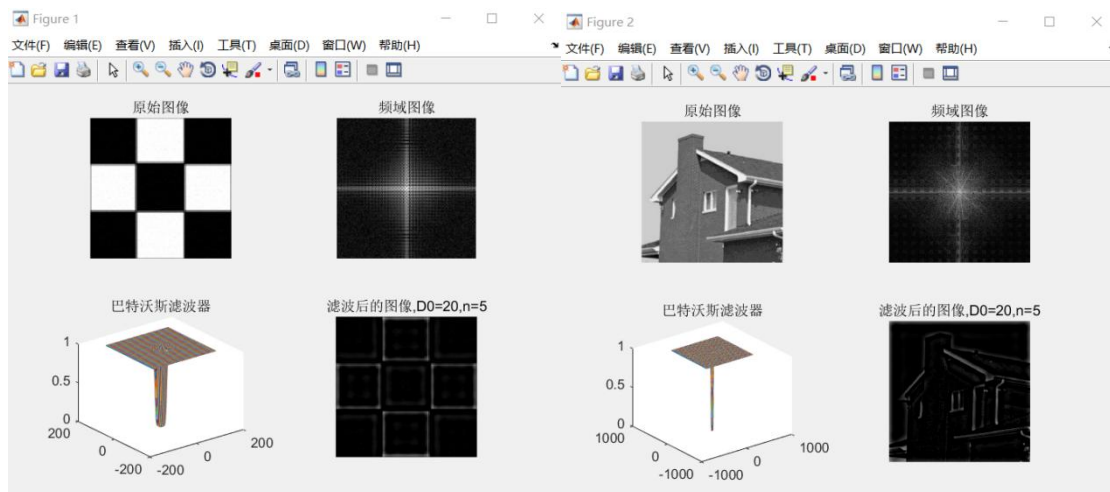 Figure 1
文件(F) 编辑(E) 查看(V) 插入(I) 工具(T) 桌面(D) 窗口(W) 帮助(H)
原始图像
频域图像
巴特沃斯滤波器
1
0.5
0
200
0
-200
-200
0
200
滤波后的图像,D0=20,n=5
Figure 2
文件(F) 编辑(E) 查看(V) 插入(I) 工具(T) 桌面(D) 窗口(W) 帮助(H)
原始图像
频域图像
巴特沃斯滤波器
1
0.5
0
1000
0
-1000
-1000
0
1000
滤波后的图像,D0=20,n=5